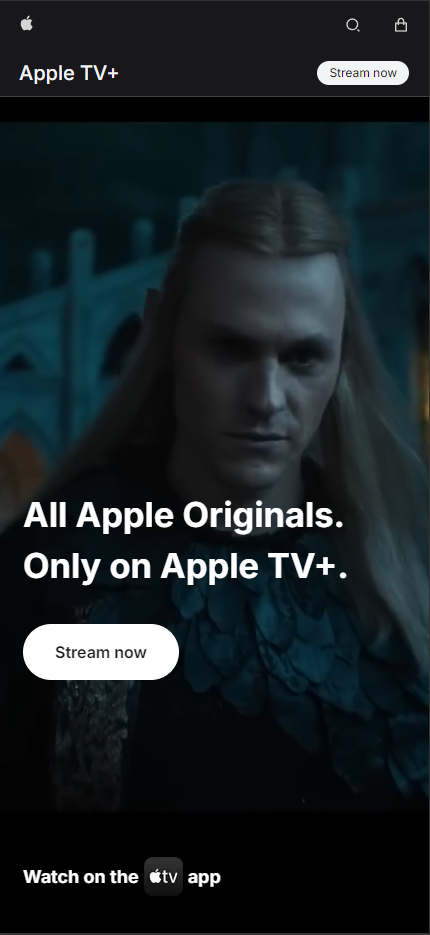 Apple TV+
Stream now
All Apple Originals.
Only on Apple TV+.
Stream now
Watch on the tv app